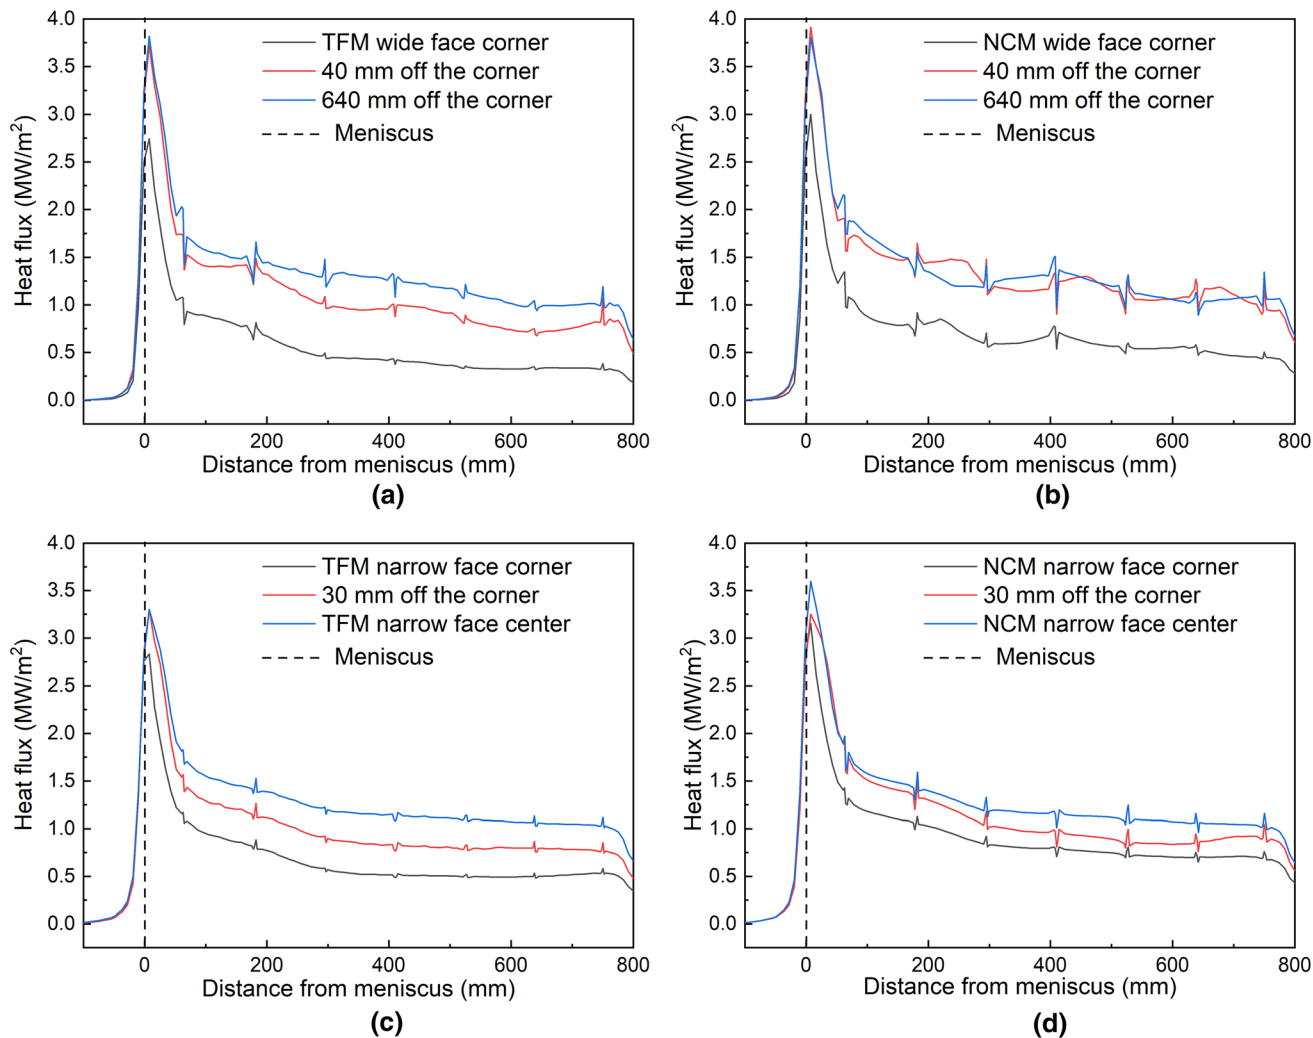 TFM wide face corner
40 mm off the corner
640 mm off the corner
Meniscus
Heat flux (MW/m²)
4.0
3.5
3.0
2.5
2.0
1.5
1.0
0.5
0.0
0
200
400
600
800
Distance from meniscus (mm)
(a)
NCM wide face corner
40 mm off the corner
640 mm off the corner
Meniscus
Heat flux (MW/m²)
4.0
3.5
3.0
2.5
2.0
1.5
1.0
0.5
0.0
0
200
400
600
800
Distance from meniscus (mm)
(b)
TFM narrow face corner
30 mm off the corner
TFM narrow face center
Meniscus
Heat flux (MW/m²)
4.0
3.5
3.0
2.5
2.0
1.5
1.0
0.5
0.0
0
200
400
600
800
Distance from meniscus (mm)
(c)
NCM narrow face corner
30 mm off the corner
NCM narrow face center
Meniscus
Heat flux (MW/m²)
4.0
3.5
3.0
2.5
2.0
1.5
1.0
0.5
0.0
0
200
400
600
800
Distance from meniscus (mm)
(d)